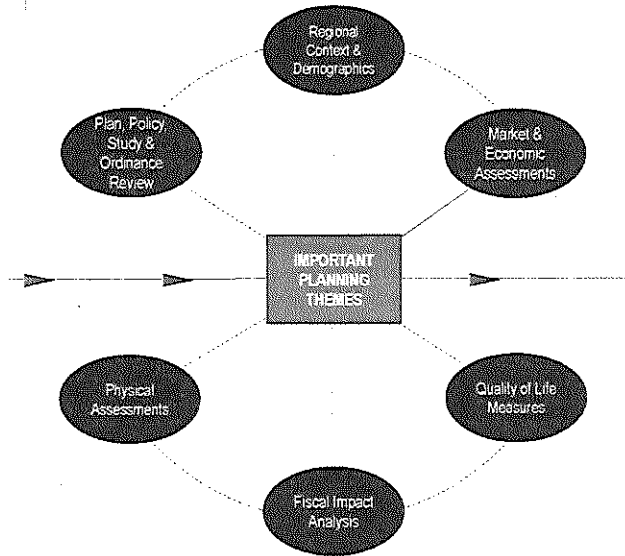 Regional
Context &
Demographics
Plan, Policy,
Study &
Ordinance
Review
Market &
Economic
Assessments
IMPORTANT
PLANNING
THEMES
Physical
Assessments
Quality of Life
Measures
Fiscal Impact
Analysis